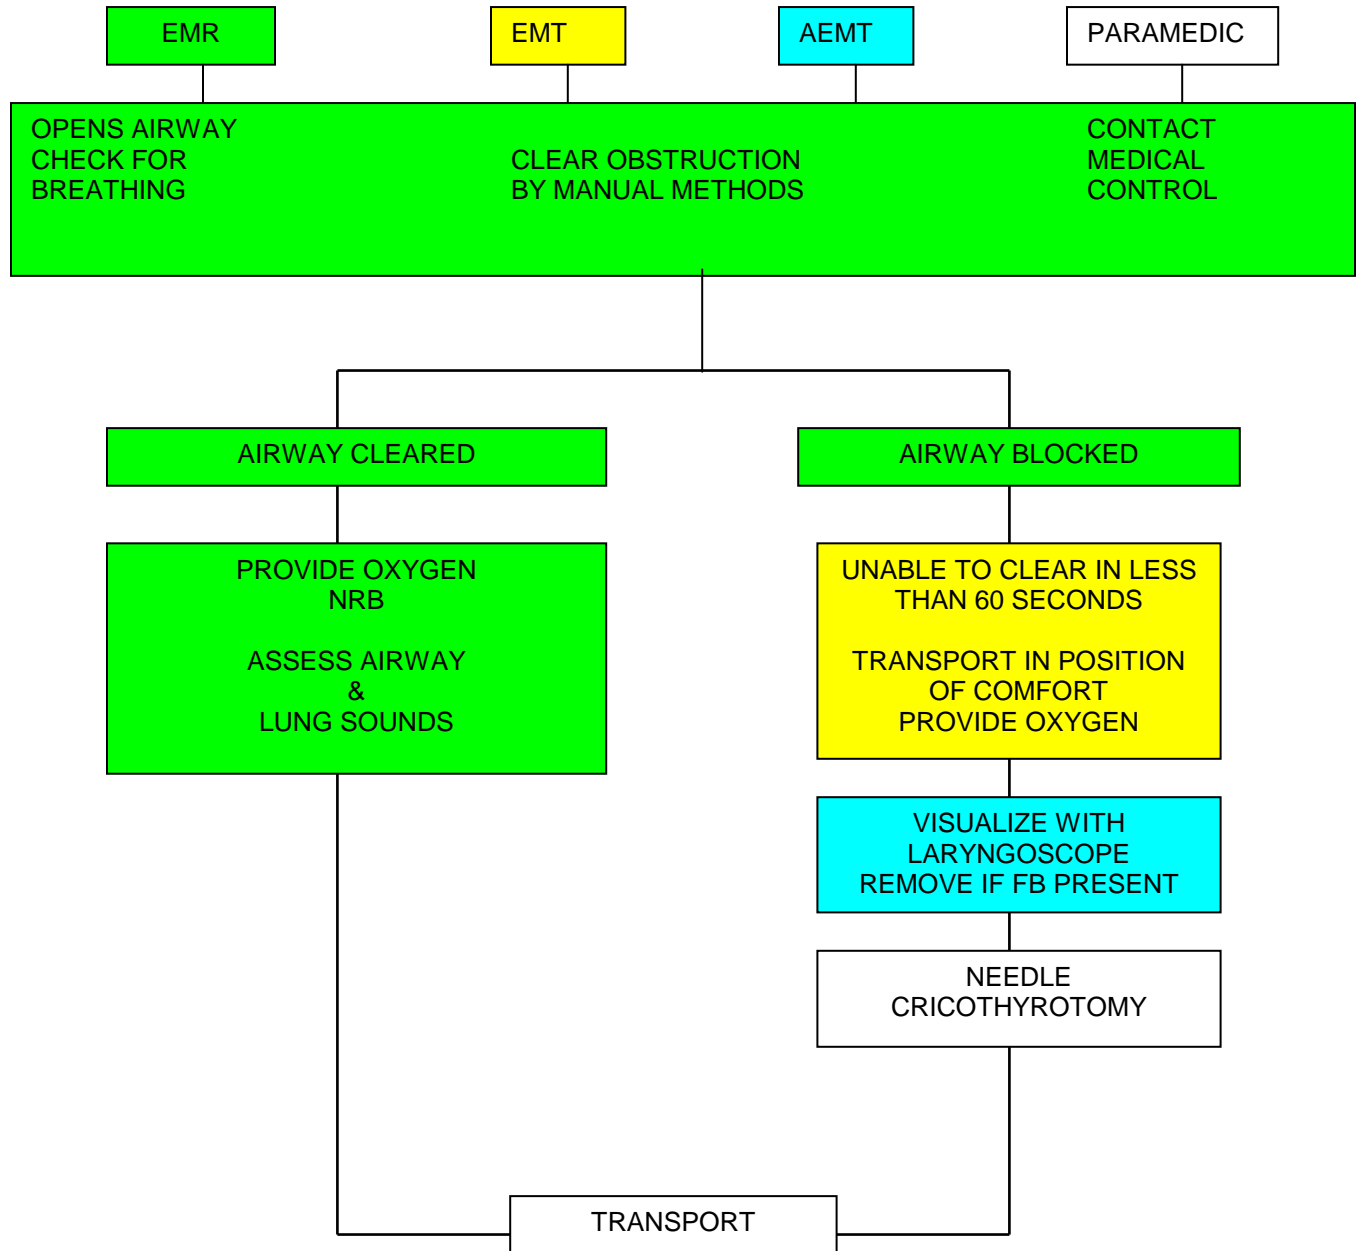 EMR
EMT
AEMT
PARAMEDIC
OPENS AIRWAY
CHECK FOR
BREATHING
CLEAR OBSTRUCTION
BY MANUAL METHODS
CONTACT
MEDICAL
CONTROL
AIRWAY CLEARED
AIRWAY BLOCKED
PROVIDE OXYGEN
NRB
ASSESS AIRWAY
&
LUNG SOUNDS
UNABLE TO CLEAR IN LESS
THAN 60 SECONDS
TRANSPORT IN POSITION
OF COMFORT
PROVIDE OXYGEN
VISUALIZE WITH
LARYNGOSCOPE
REMOVE IF FB PRESENT
NEEDLE
CRICOTHYROTOMY
TRANSPORT